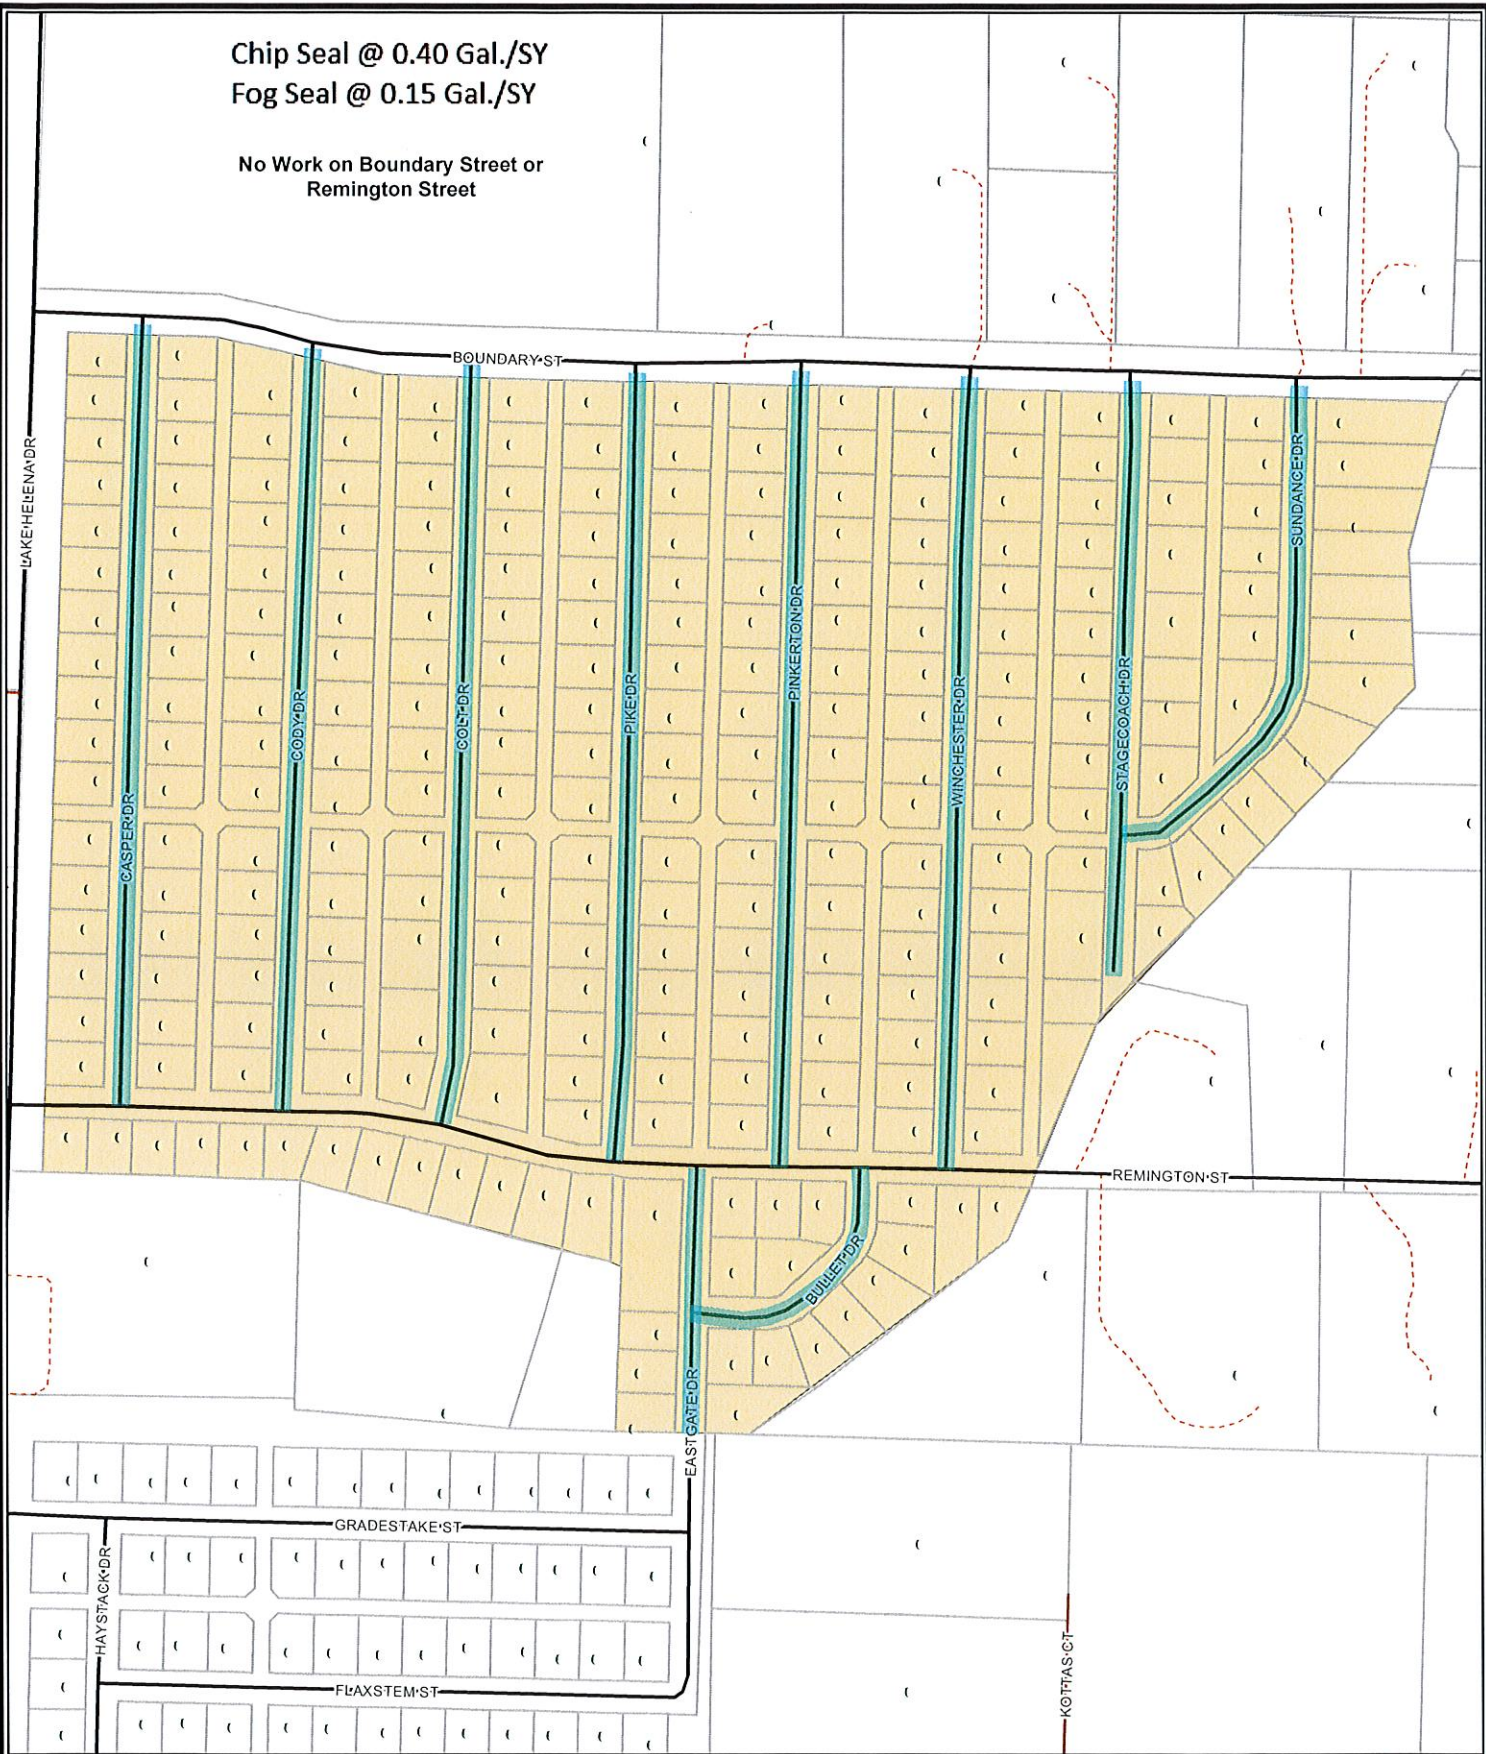 Chip Seal @ 0.40 Gal./SY
Fog Seal @ 0.15 Gal./SY
No Work on Boundary Street or
Remington Street
BOUNDARY ST
LAKE HELENA DR
CASPER DR
CODY DR
COLT DR
PIKE DR
PINKERTON DR
WINCHESTER DR
STAGECOACH DR
SUNDANCE DR
REMINGTON ST
BULLET DR
EASTGATE DR
GRADESTAKE ST
HAYSTACK DR
FLAXSTEM ST
KOTTAS CT